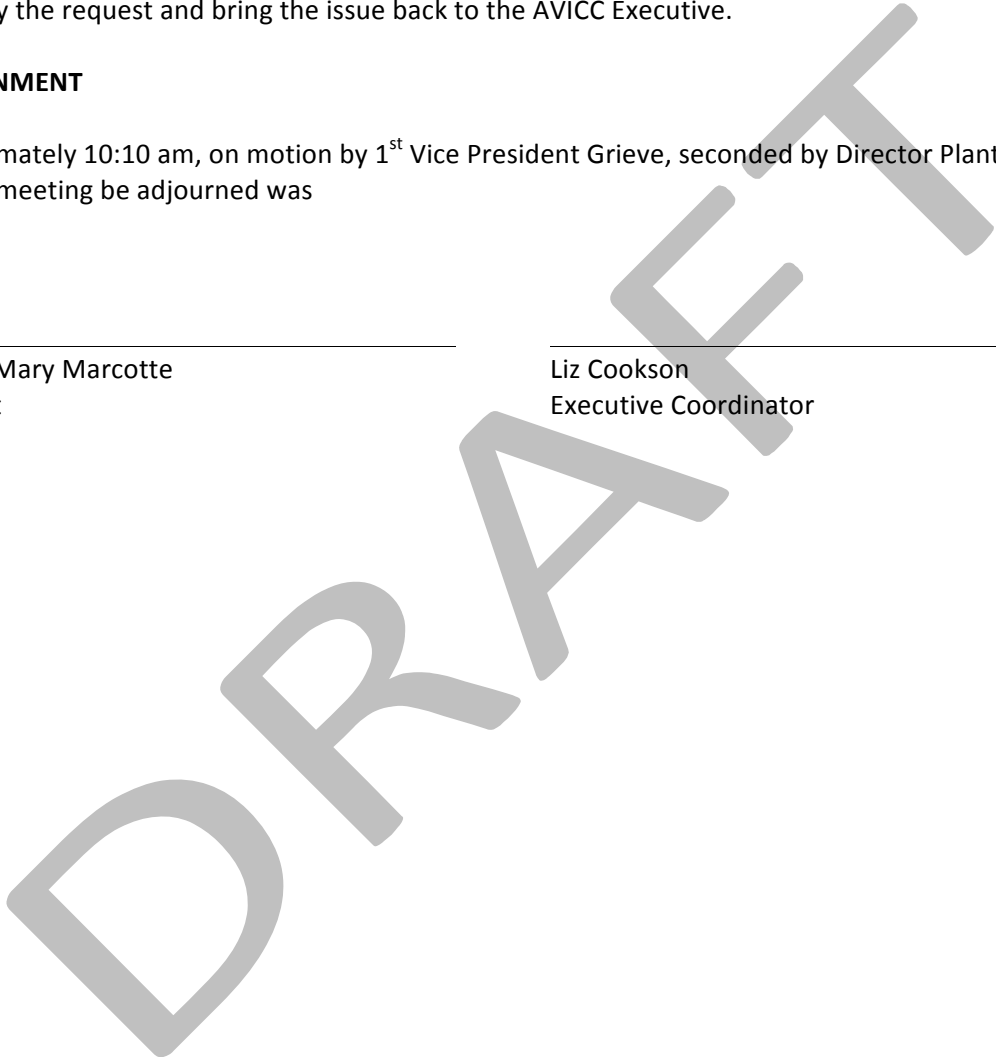 y the request and bring the issue back to the AVICC Executive.
NMENT
mately 10:10 am, on motion by 1st Vice President Grieve, seconded by Director Plant
meeting be adjourned was
Mary Marcotte
Liz Cookson
Executive Coordinator
DRAFT